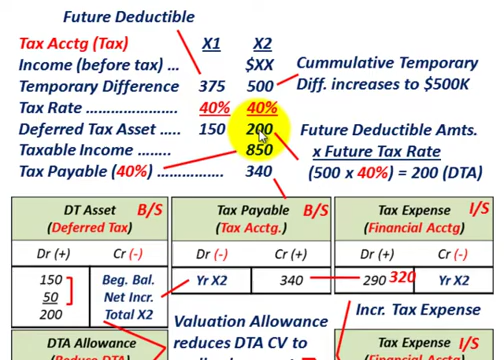 Future Deductible
Tax Acctg (Tax) X1 X2
Income (before tax) ... $XX
Temporary Difference 375 500
Tax Rate ........................ 40% 40%
Deferred Tax Asset ..... 150 200
Taxable Income ........ 850
Tax Payable (40%) ................ 340
Cummulative Temporary
Diff. increases to $500K
Future Deductible Amts.
x Future Tax Rate
(500 x 40%) = 200 (DTA)
DT Asset B/S
(Deferred Tax)
Dr (+) Cr (-)
150 Beg. Bal.
50 Net Incr.
200 Total X2
Tax Payable B/S
(Tax Acctg.)
Dr (-) Cr (+)
Yr X2 340
Tax Expense I/S
(Financial Acctg)
Dr (+) Cr (-)
290 320 Yr X2
Valuation Allowance
reduces DTA CV to
Incr. Tax Expense
DTA Allowance B/S
Tax Expense I/S
(Financial Acctg)